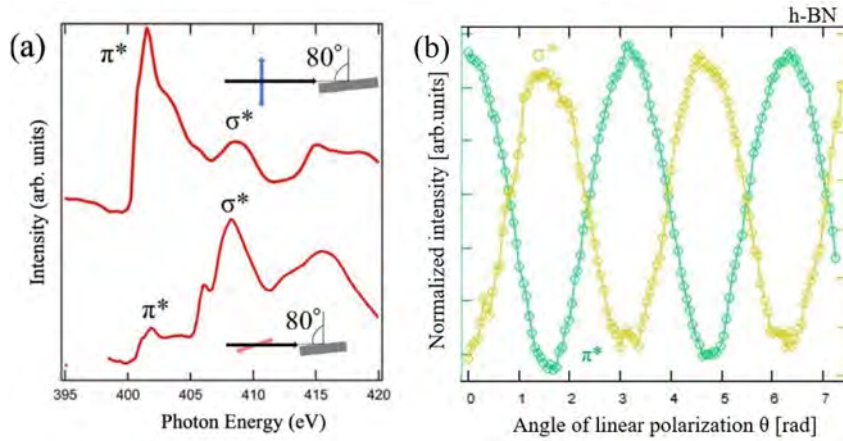 (a)
π*
80°
σ*
σ*
π*
80°
Intensity (arb. units)
395 400 405 410 415 420
Photon Energy (eV)
h-BN
(b)
σ*
π*
Normalized intensity [arb.units]
0 1 2 3 4 5 6 7
Angle of linear polarization θ [rad]